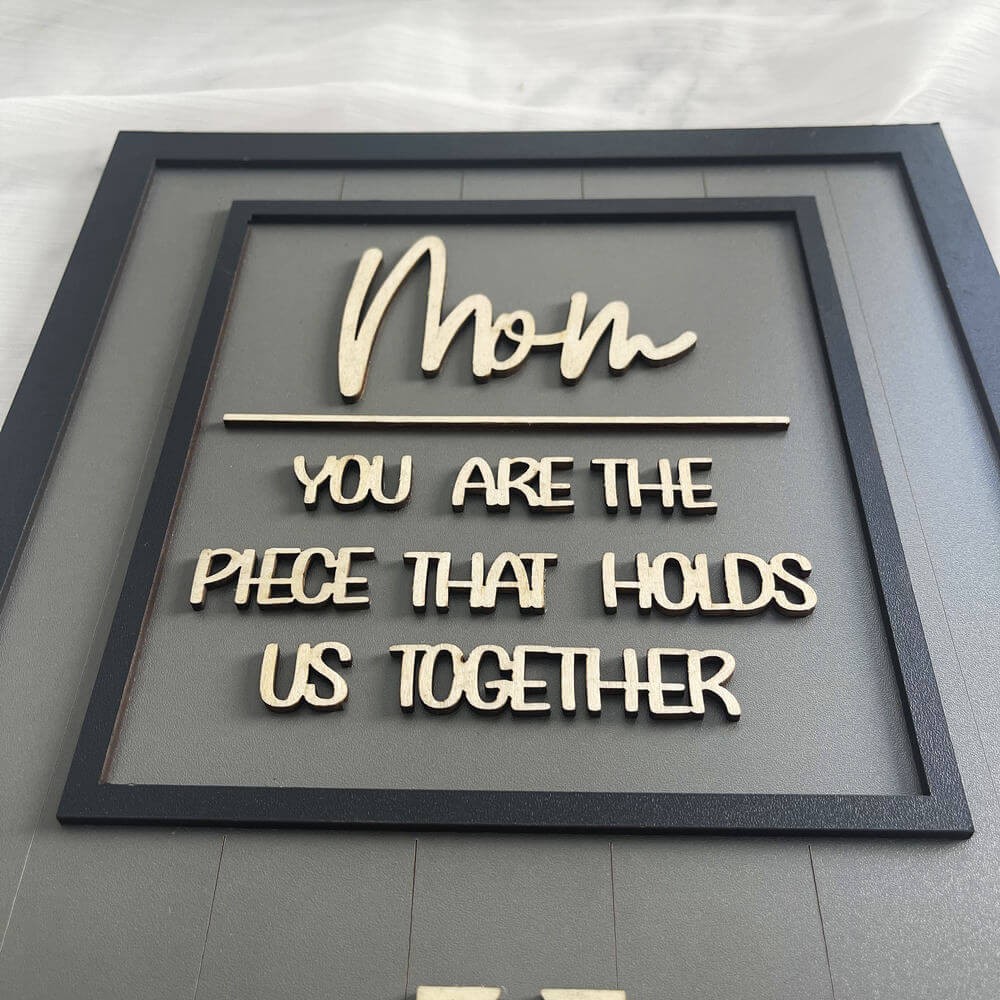 Mom
YOU ARE THE
PIECE THAT HOLDS
US TOGETHER